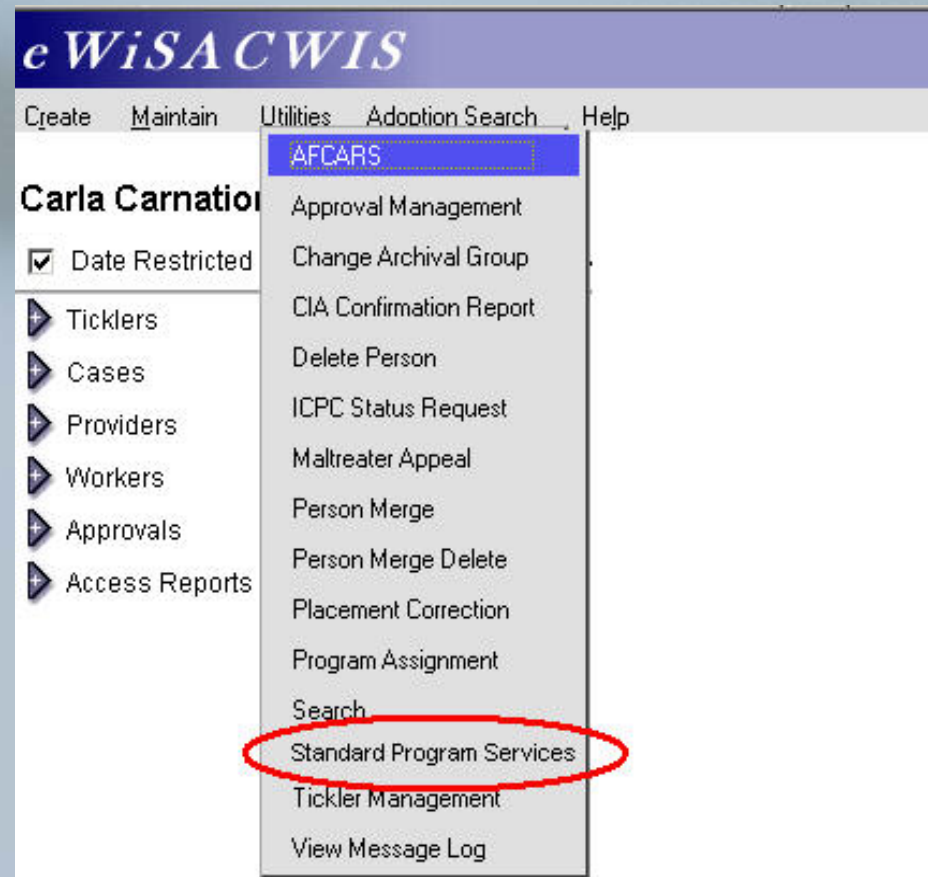 e WiSACWIS
Create Maintain Utilities Adoption Search Help
AFCARS
Carla Carnation
Approval Management
Date Restricted
Change Archival Group
Ticklers
CIA Confirmation Report
Cases
Delete Person
Providers
ICPC Status Request
Workers
Maltreater Appeal
Approvals
Person Merge
Access Reports
Person Merge Delete
Placement Correction
Program Assignment
Search
Standard Program Services
Tickler Management
View Message Log